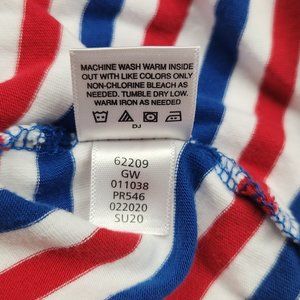 MACHINE WASH WARM INSIDE
OUT WITH LIKE COLORS ONLY
NON-CHLORINE BLEACH AS
NEEDED. TUMBLE DRY LOW.
WARM IRON AS NEEDED
DJ
62209
GW
011038
PR546
022020
SU20